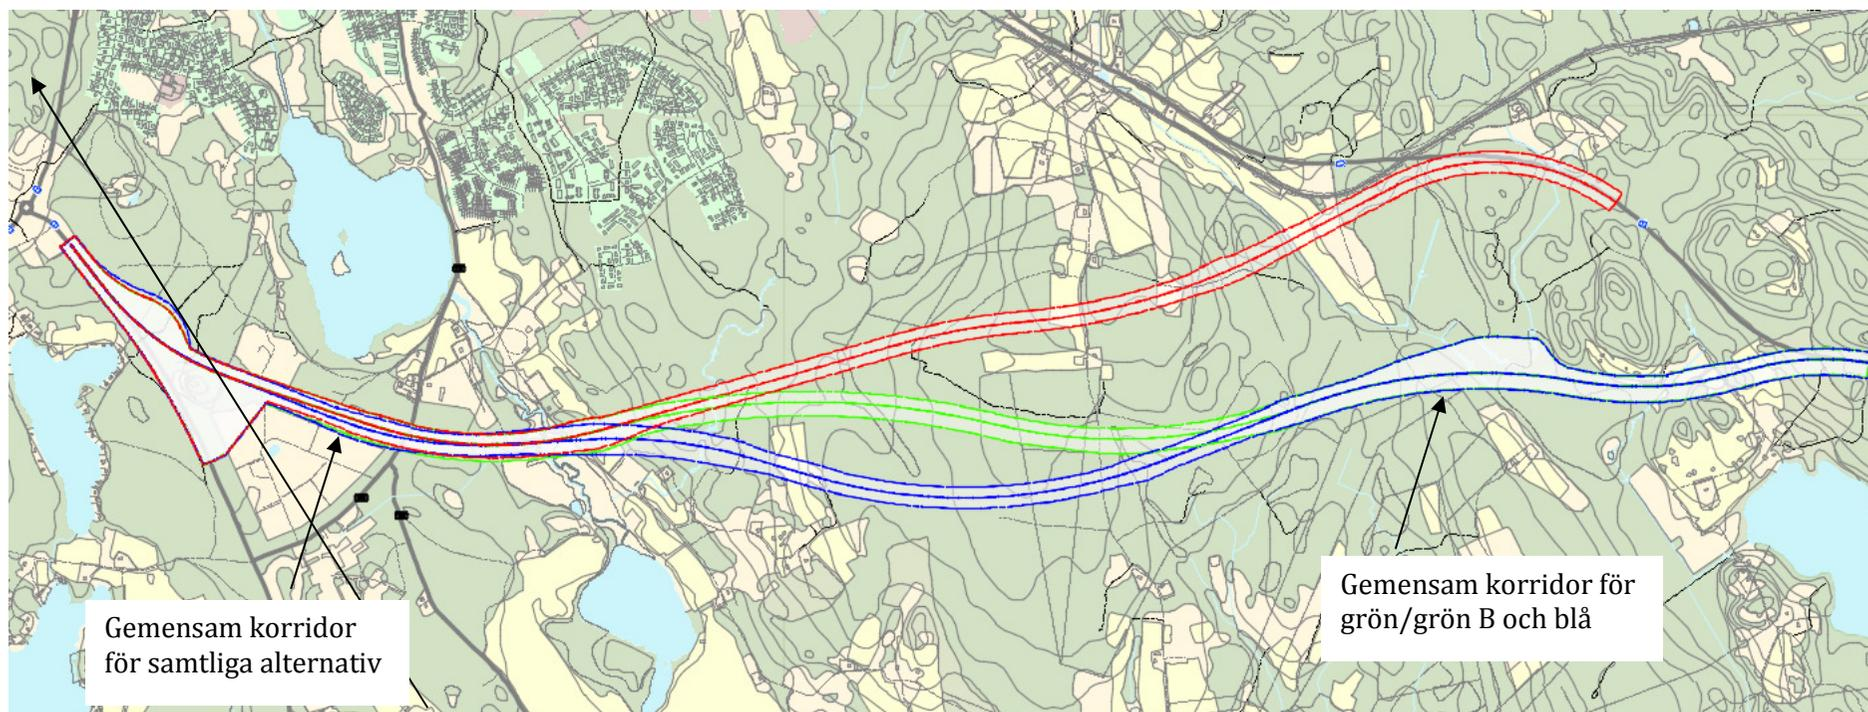 Gemensam korridor
för samtliga alternativ
Gemensam korridor för
grön/grön B och blå